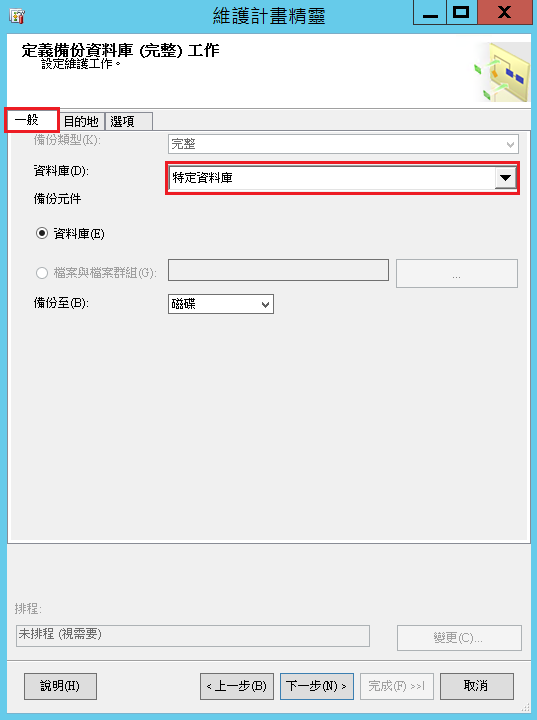 維護計畫精靈
定義備份資料庫 (完整) 工作
設定維護工作。
一般 目的地 選項
備份類型(K): 完整
資料庫(D): 特定資料庫
備份元件
資料庫(E)
檔案與檔案群組(G): ...
備份至(B): 磁碟
排程:
未排程 (視需要) 變更(C)...
說明(H) < 上一步(B) 下一步(N) > 完成(F) >>| 取消